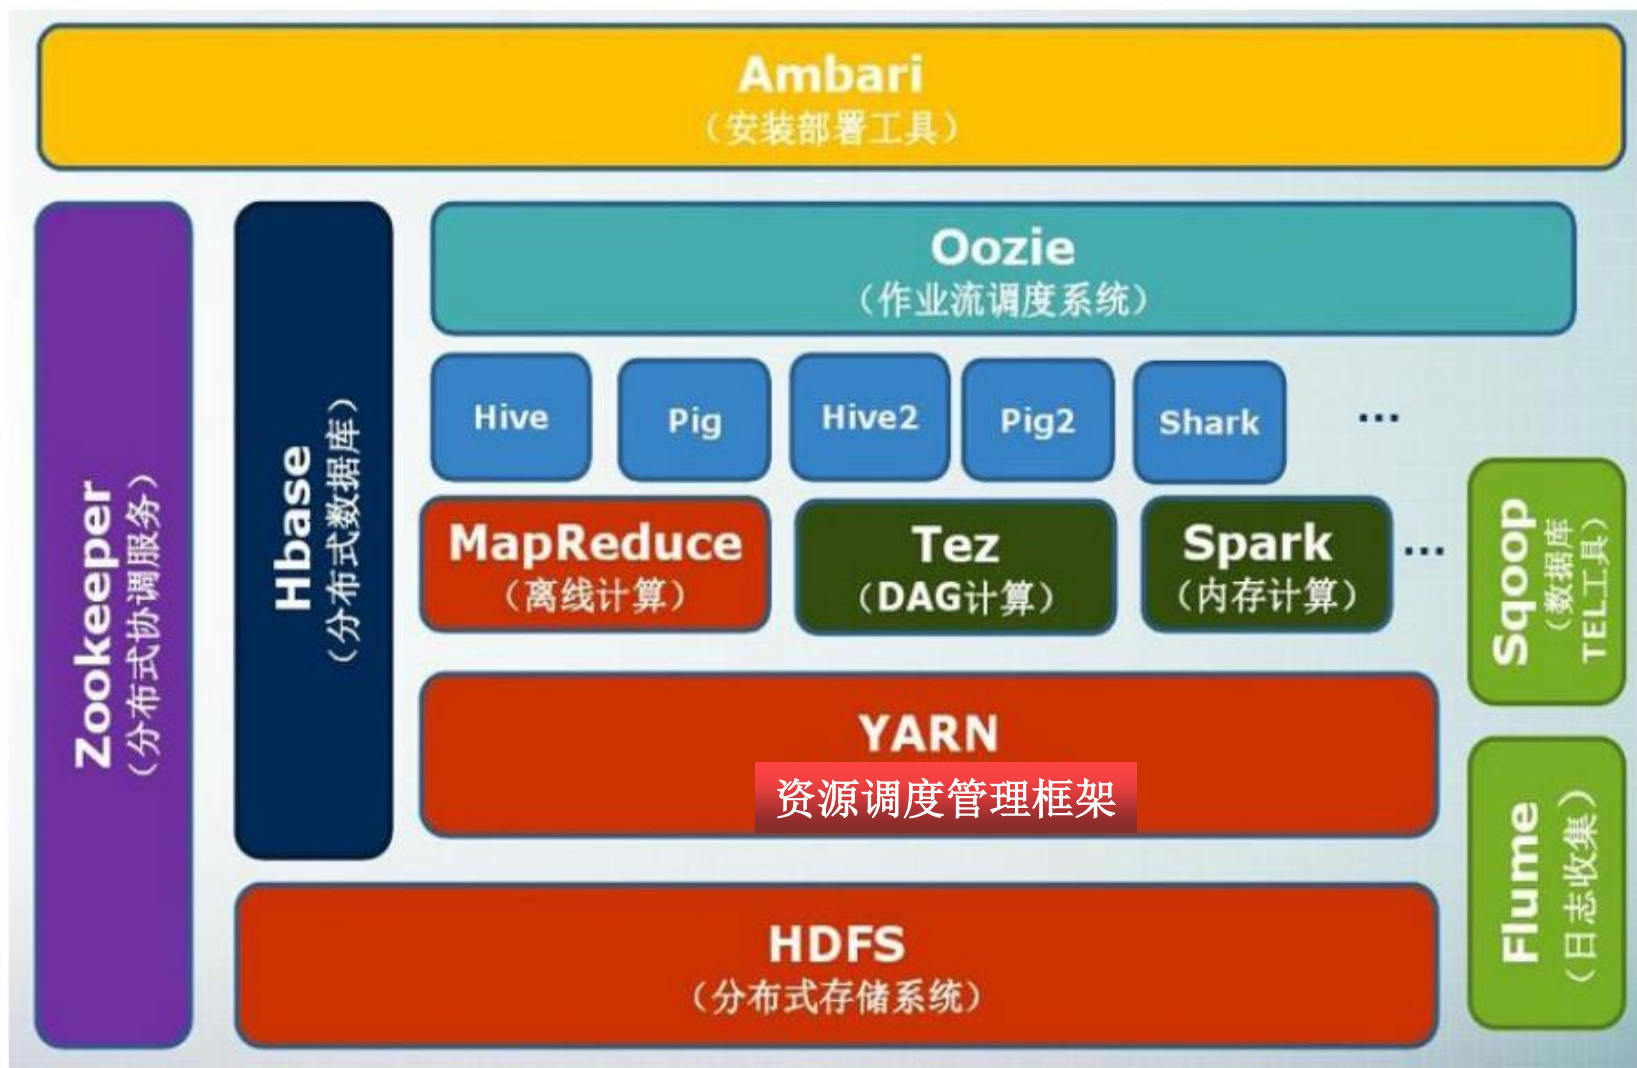 Ambari
（安装部署工具）
Zookeeper
（分布式协调服务）
Hbase
（分布式数据库）
Oozie
（作业流调度系统）
Hive
Pig
Hive2
Pig2
Shark
...
MapReduce
（离线计算）
Tez
（DAG计算）
Spark
（内存计算）
...
Sqoop
（数据库
TEL工具）
YARN
资源调度管理框架
Flume
（日志收集）
HDFS
（分布式存储系统）